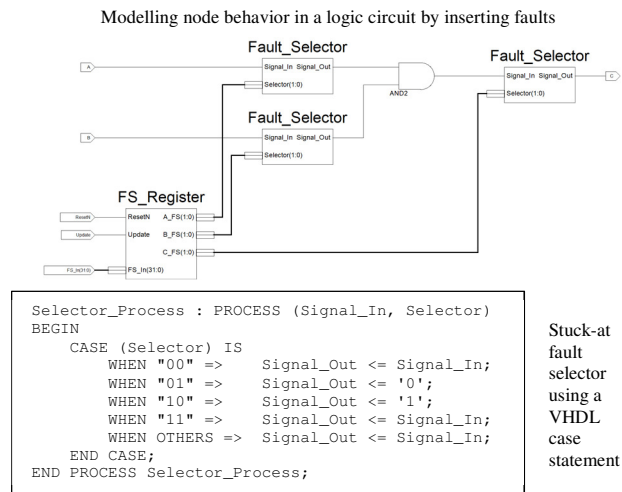 Modelling node behavior in a logic circuit by inserting faults
Fault_Selector
Signal_In Signal_Out
Selector(1:0)
A
AND2
Fault_Selector
Signal_In Signal_Out
Selector(1:0)
C
Fault_Selector
Signal_In Signal_Out
Selector(1:0)
B
FS_Register
ResetN
ResetN A_FS(1:0)
Update
Update B_FS(1:0)
C_FS(1:0)
FS_In(31:0)
FS_In(31:0)
Selector_Process : PROCESS (Signal_In, Selector)
BEGIN
CASE (Selector) IS
WHEN "00" => Signal_Out <= Signal_In;
WHEN "01" => Signal_Out <= '0';
WHEN "10" => Signal_Out <= '1';
WHEN "11" => Signal_Out <= Signal_In;
WHEN OTHERS => Signal_Out <= Signal_In;
END CASE;
END PROCESS Selector_Process;
Stuck-at
fault
selector
using a
VHDL
case
statement